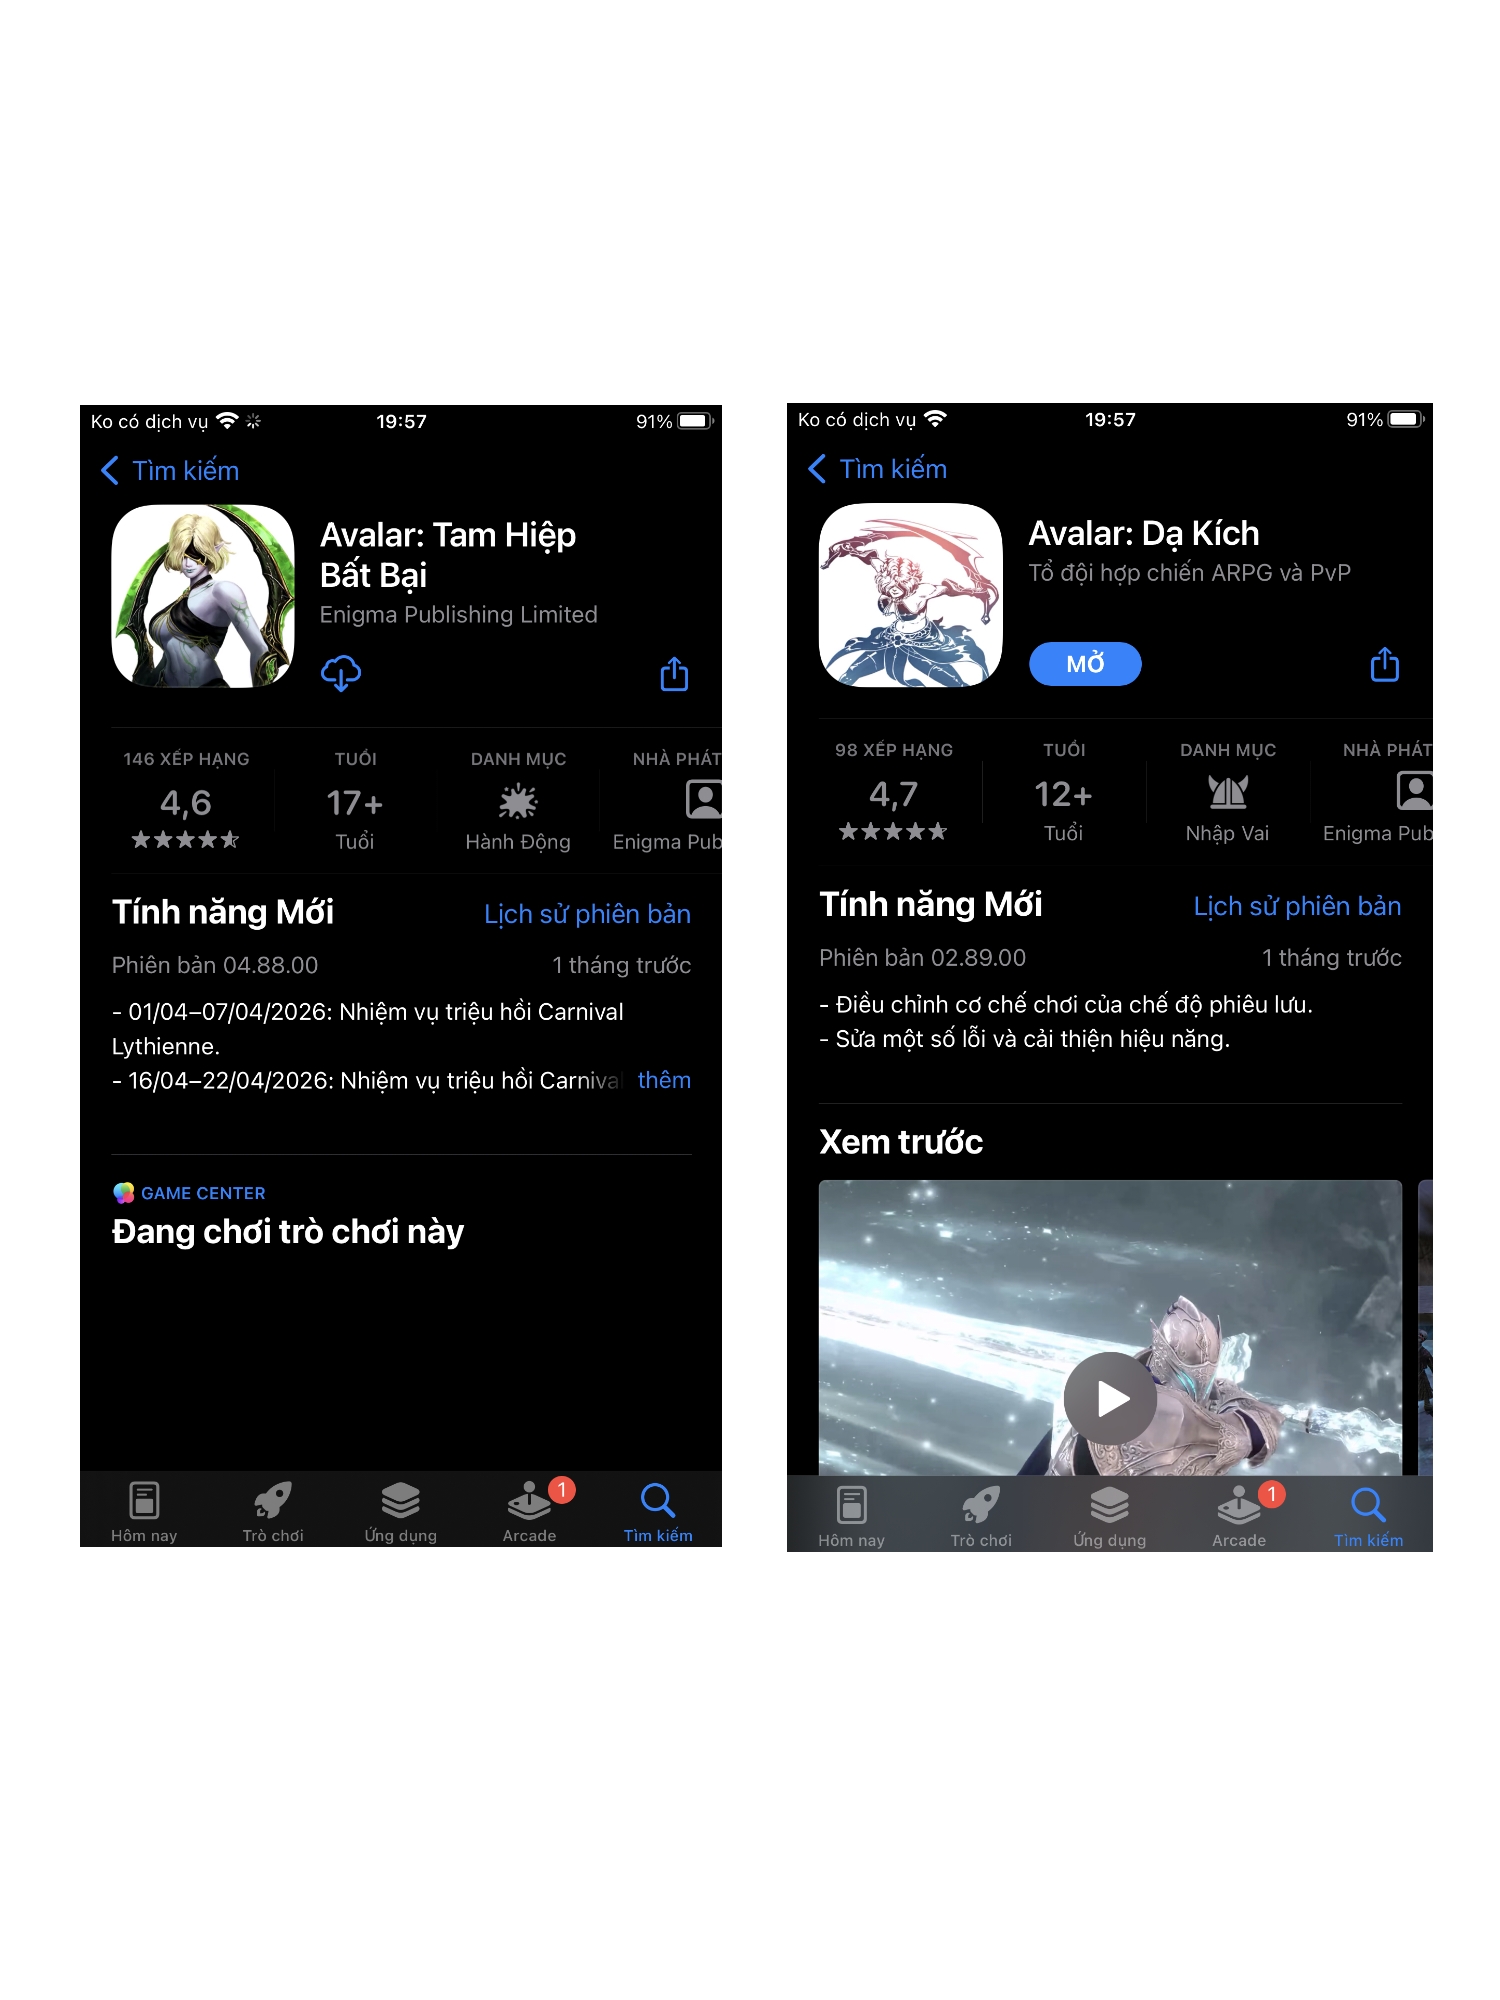 Ko có dịch vụ
19:57
91%
Tìm kiếm
Avalar: Tam Hiệp
Bất Bại
Enigma Publishing Limited
146 XẾP HẠNG
TUỔI
DANH MỤC
NHÀ PHÁT
4,6
17+
Tuổi
Hành Động
Enigma Pub
Tính năng Mới
Lịch sử phiên bản
Phiên bản 04.88.00
1 tháng trước
- 01/04–07/04/2026: Nhiệm vụ triệu hồi Carnival
Lythienne.
- 16/04–22/04/2026: Nhiệm vụ triệu hồi Carnival
thêm
GAME CENTER
Đang chơi trò chơi này
1
Hôm nay
Trò chơi
Ứng dụng
Arcade
Tìm kiếm
Ko có dịch vụ
19:57
91%
Tìm kiếm
Avalar: Dạ Kích
Tổ đội hợp chiến ARPG và PvP
MỞ
98 XẾP HẠNG
TUỔI
DANH MỤC
NHÀ PHÁT
4,7
12+
Tuổi
Nhập Vai
Enigma Pub
Tính năng Mới
Lịch sử phiên bản
Phiên bản 02.89.00
1 tháng trước
- Điều chỉnh cơ chế chơi của chế độ phiêu lưu.
- Sửa một số lỗi và cải thiện hiệu năng.
Xem trước
1
Hôm nay
Trò chơi
Ứng dụng
Arcade
Tìm kiếm